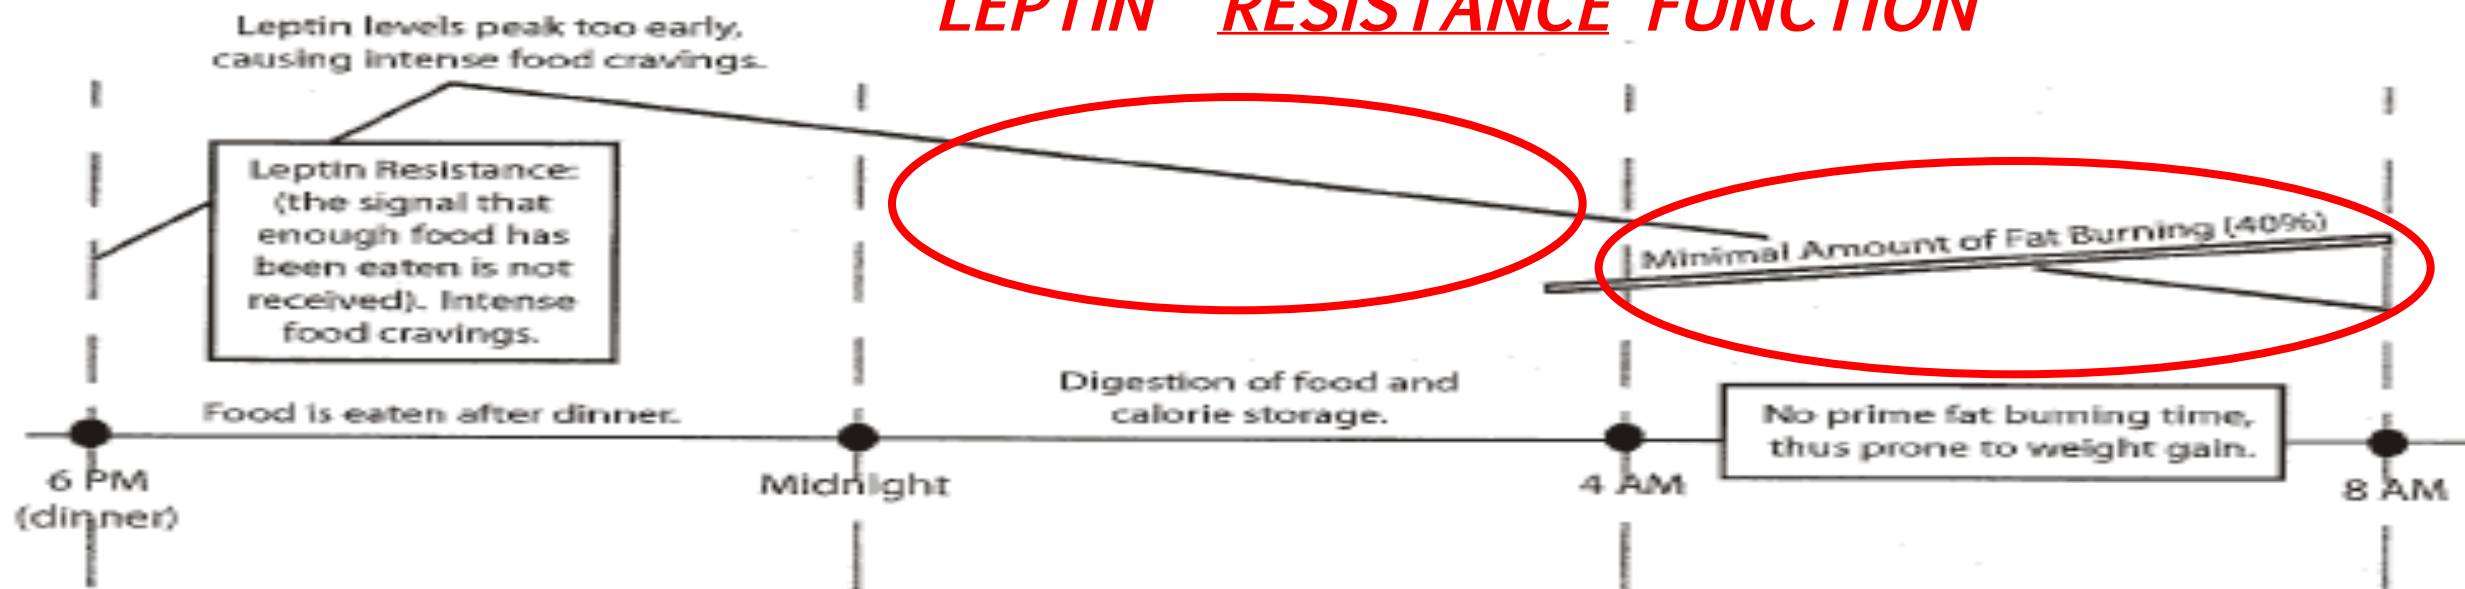 LEPTIN RESISTANCE FUNCTION
Leptin levels peak too early,
causing intense food cravings.
Leptin Resistance:
(the signal that
enough food has
been eaten is not
received). Intense
food cravings.
Minimal Amount of Fat Burning (40%)
Food is eaten after dinner.
Digestion of food and
calorie storage.
No prime fat burning time,
thus prone to weight gain.
6 PM
(dinner)
Midnight
4 AM
8 AM